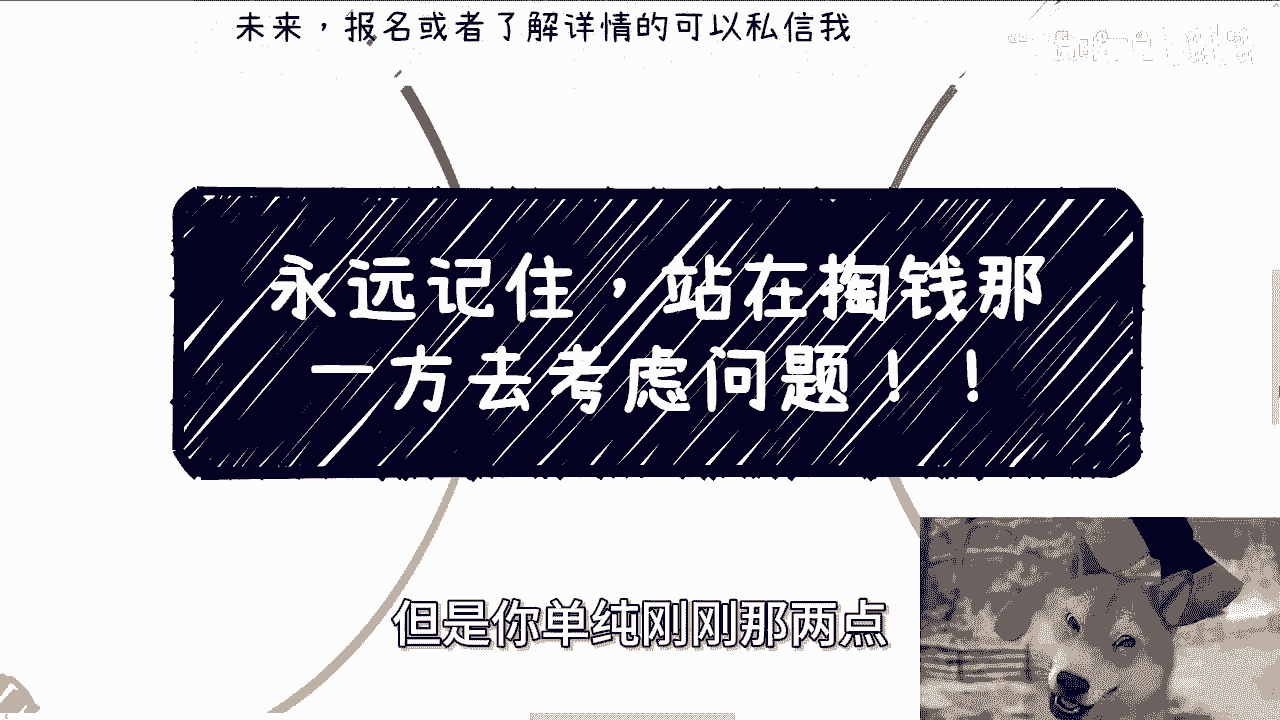 未来，报名或者了解详情的可以私信我
永远记住，站在掏钱那
一方去考虑问题！！
但是你单纯刚刚那两点